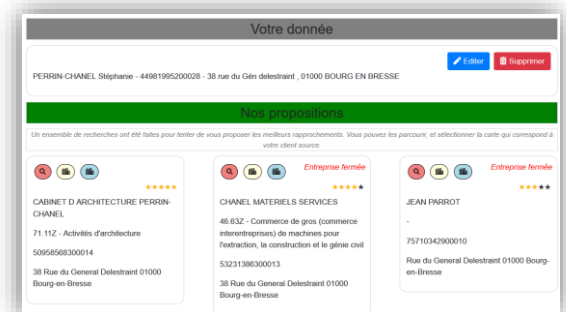 Votre donnée
Editer
Supprimer
PERRIN-CHANEL Stéphanie - 44981995200028 - 38 rue du Gén delestraint , 01000 BOURG EN BRESSE
Nos propositions
Un ensemble de recherches ont été faites pour tenter de vous proposer les meilleurs rapprochements. Vous pouvez les parcourir, et sélectionner la carte qui correspond à
votre client source.
CABINET D ARCHITECTURE PERRIN-
CHANEL
71.11Z - Activités d'architecture
50958568300014
38 Rue du General Delestraint 01000
Bourg-en-Bresse
Entreprise fermée
CHANEL MATERIELS SERVICES
46.63Z - Commerce de gros (commerce
interentreprises) de machines pour
l'extraction, la construction et le génie civil
53231386300013
38 Rue du General Delestraint 01000
Bourg-en-Bresse
Entreprise fermée
JEAN PARROT
-
75710342900010
Rue du General Delestraint 01000 Bourg-
en-Bresse